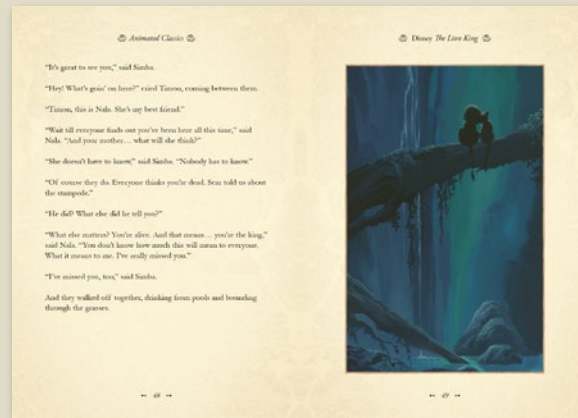 Animated Classics
"It's great to see you," said Simba.
"Hey! What's goin' on here?" cried Timon, coming between them.
"Timon, this is Nala. She's my best friend."
"Wait till everyone finds out you've been here all this time," said
Nala. "And your mother… what will she think?"
"She doesn't have to know," said Simba. "Nobody has to know."
"Of course they do. Everyone thinks you're dead. Scar told us about
the stampede."
"He did? What else did he tell you?"
"What else matters? You're alive. And that means… you're the king,"
said Nala. "You don't know how much this will mean to everyone.
What it means to me. I've really missed you."
"I've missed you, too," said Simba.
And they walked off together, drinking from pools and bounding
through the grasses.
48
Disney The Lion King
49